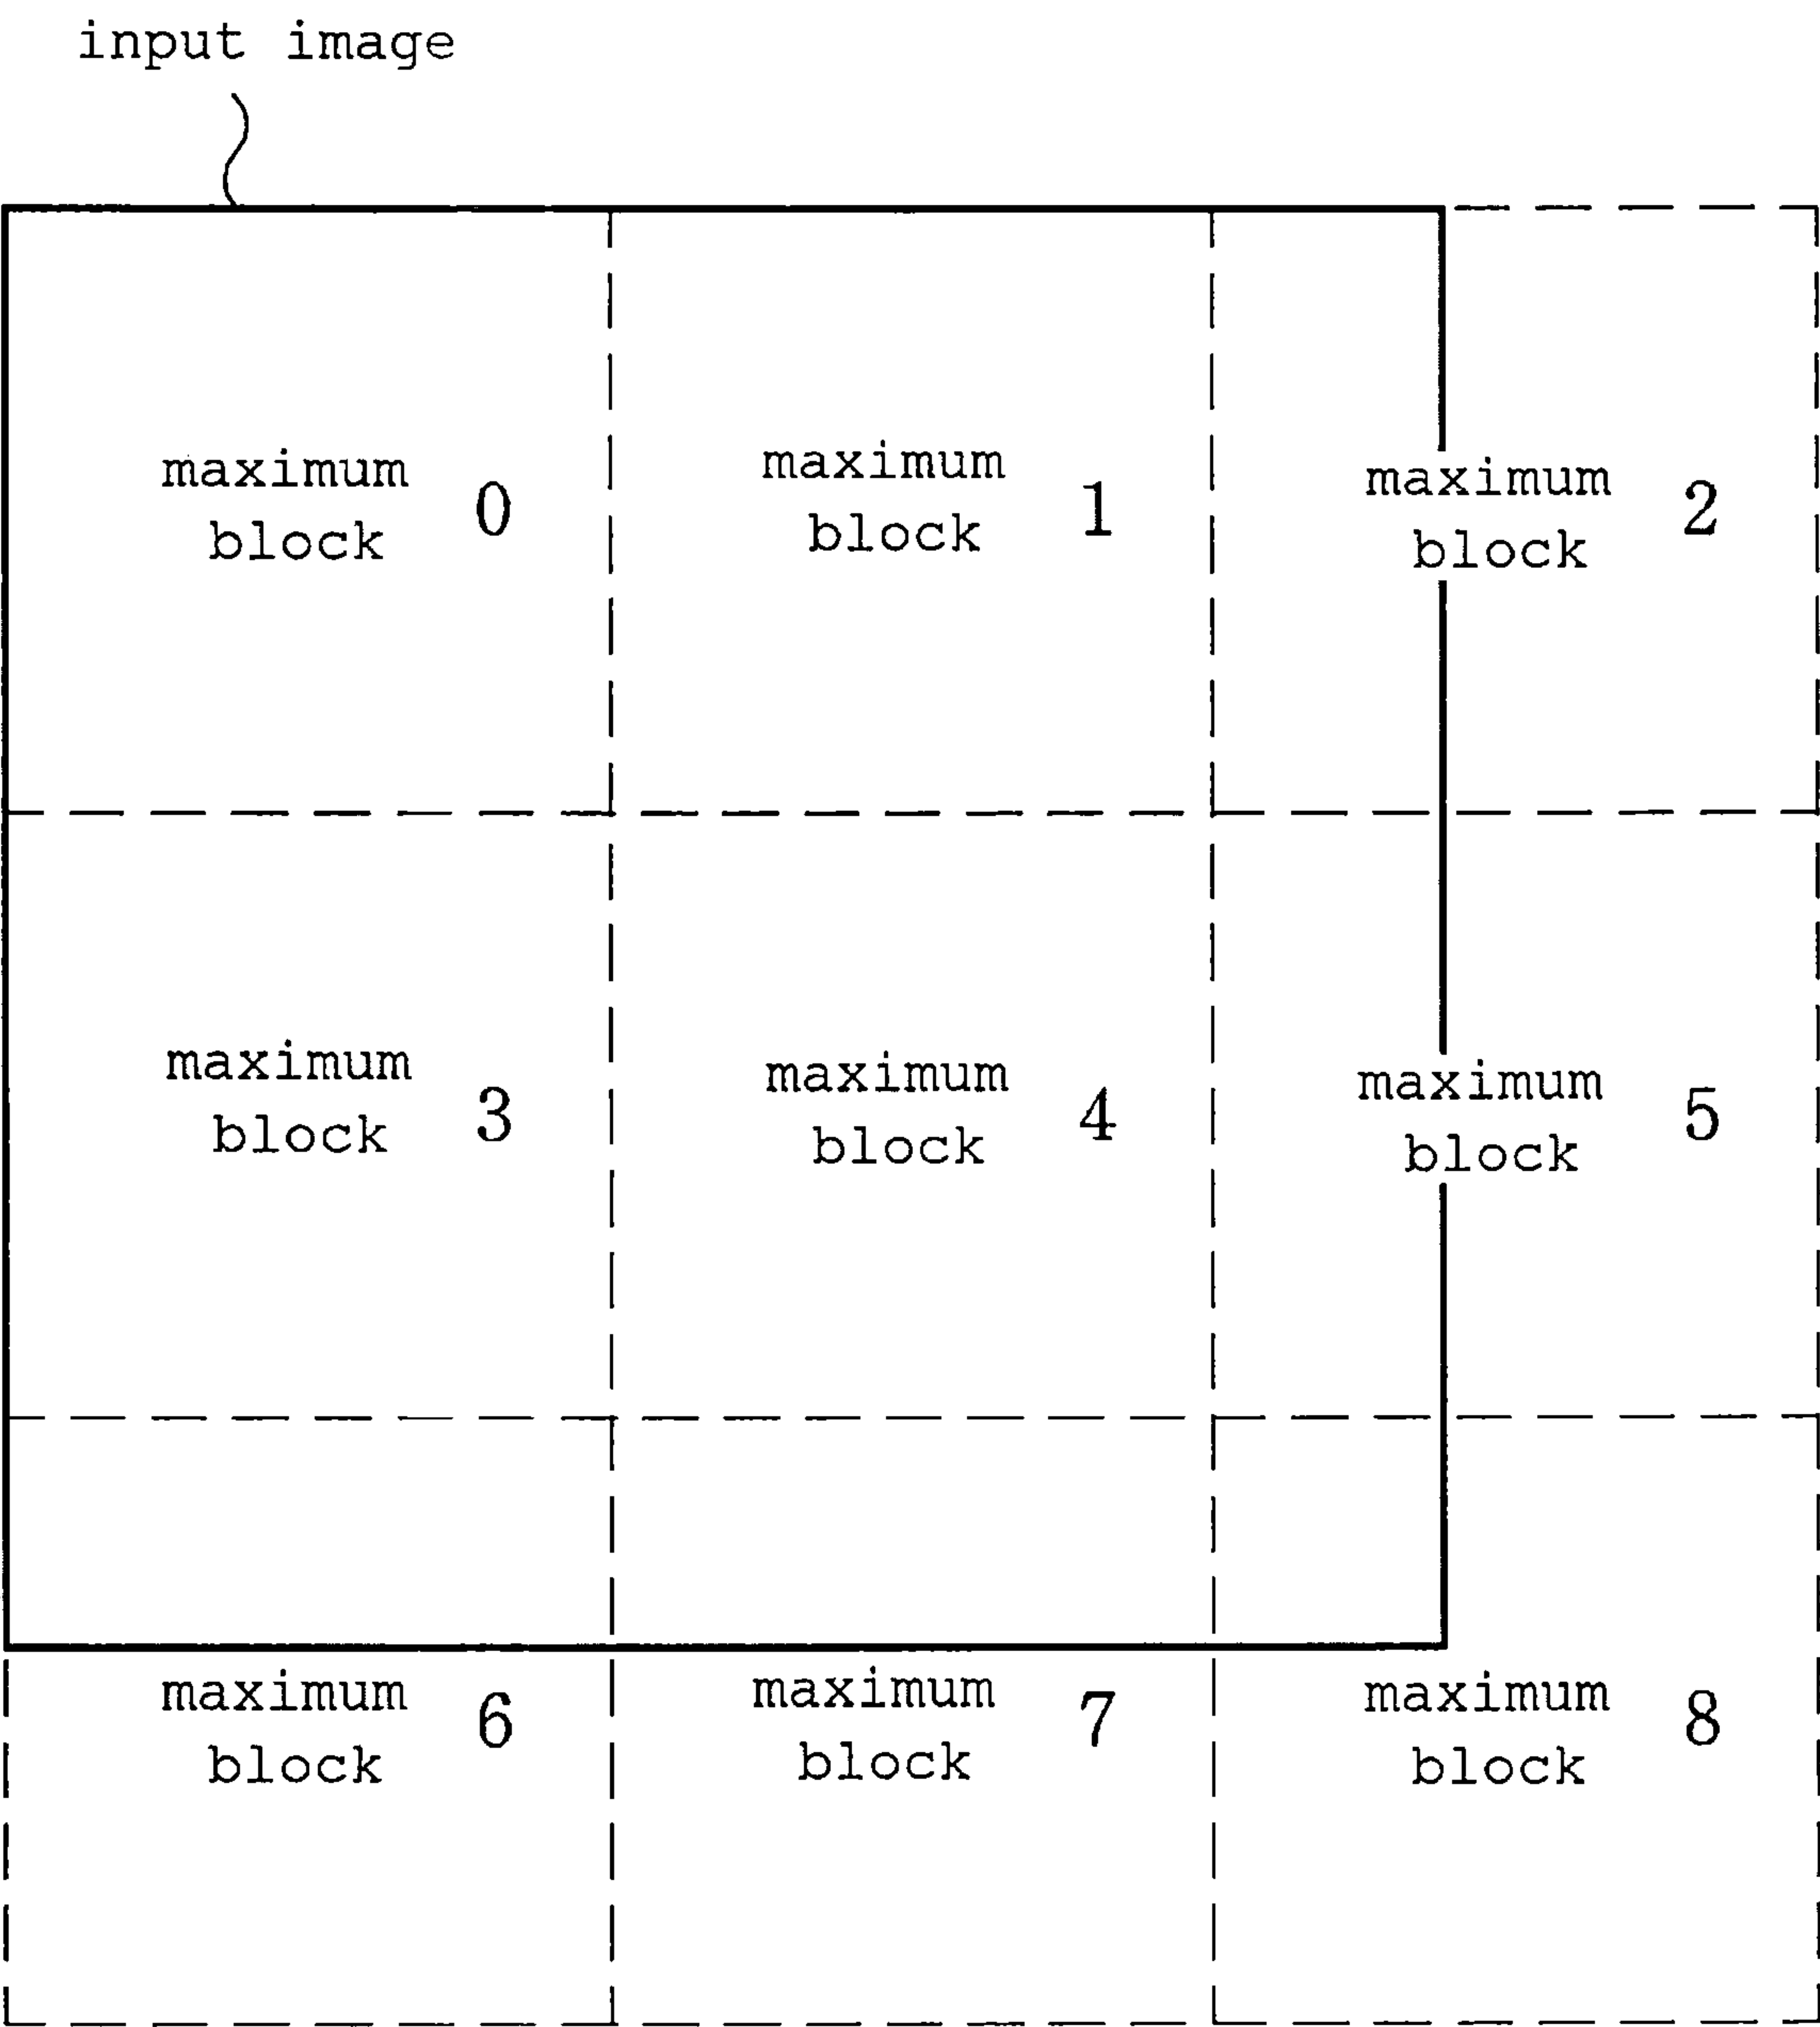 input image
maximum
block 0
maximum
block 1
maximum
block 2
maximum
block 3
maximum
block 4
maximum
block 5
maximum
block 6
maximum
block 7
maximum
block 8